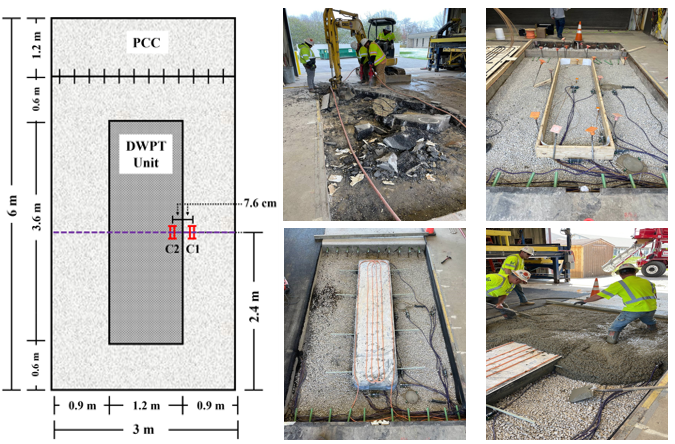 PCC
1.2 m
0.6 m
DWPT
Unit
6 m
3.6 m
7.6 cm
C2 C1
2.4 m
0.6 m
0.9 m 1.2 m 0.9 m
3 m